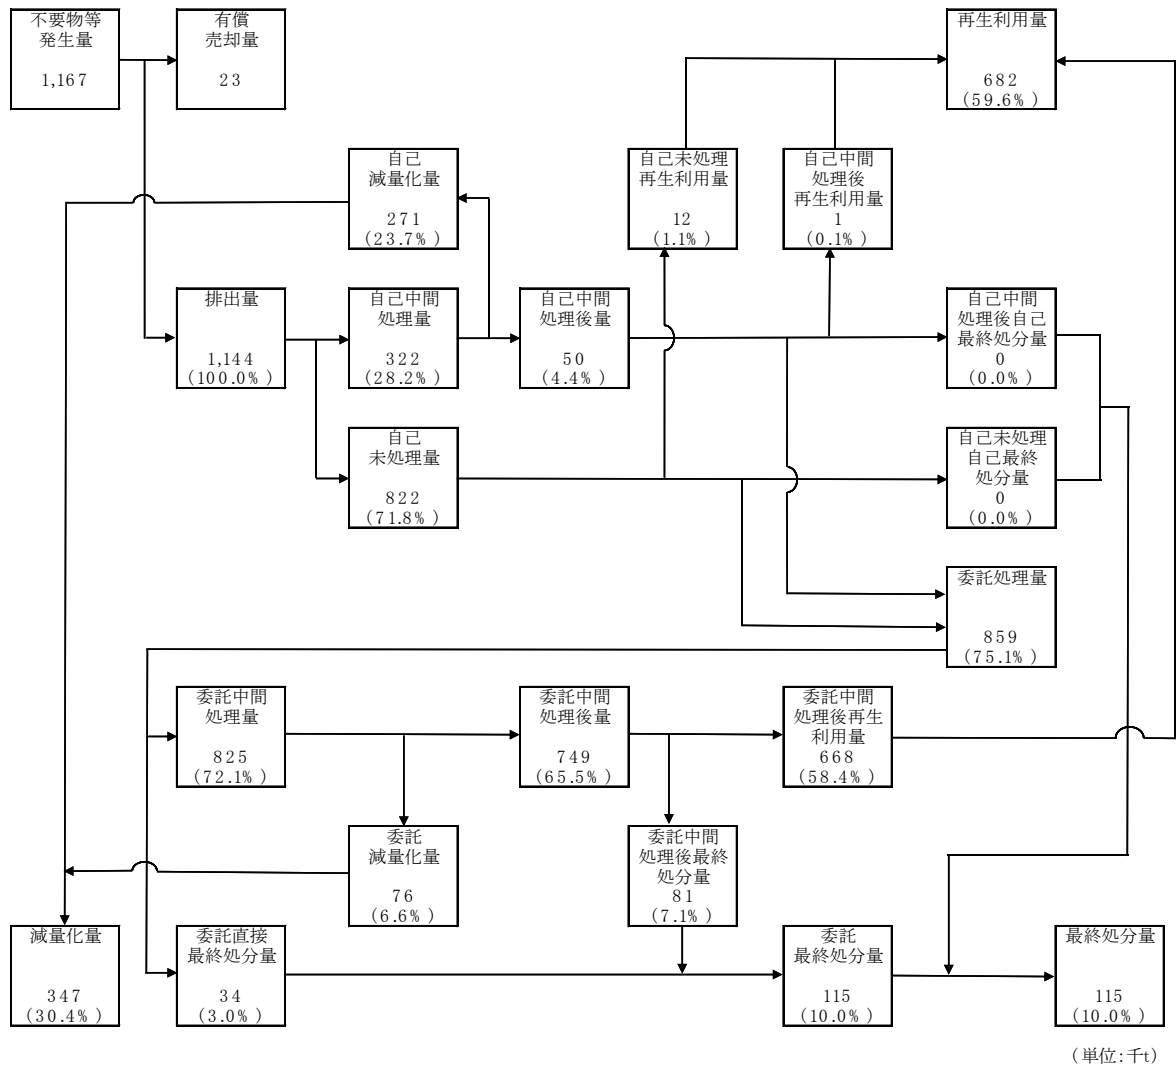 不要物等
発生量
1,167
有償
売却量
23
再生利用量
682
(59.6%)
自己
減量化量
271
(23.7%)
自己未処理
再生利用量
12
(1.1%)
自己中間
処理後
再生利用量
1
(0.1%)
排出量
1,144
(100.0%)
自己中間
処理量
322
(28.2%)
自己中間
処理後量
50
(4.4%)
自己中間
処理後自己
最終処分量
0
(0.0%)
自己
未処理量
822
(71.8%)
自己未処理
自己最終
処分量
0
(0.0%)
委託処理量
859
(75.1%)
委託中間
処理量
825
(72.1%)
委託中間
処理後量
749
(65.5%)
委託中間
処理後再生
利用量
668
(58.4%)
委託
減量化量
76
(6.6%)
委託中間
処理後最終
処分量
81
(7.1%)
減量化量
347
(30.4%)
委託直接
最終処分量
34
(3.0%)
委託
最終処分量
115
(10.0%)
最終処分量
115
(10.0%)
(単位:千t)